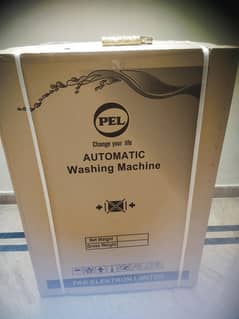 PEL
Change your life
AUTOMATIC
Washing Machine
Net Weight
Gross Weight
PAK ELEKTRON LIMITED